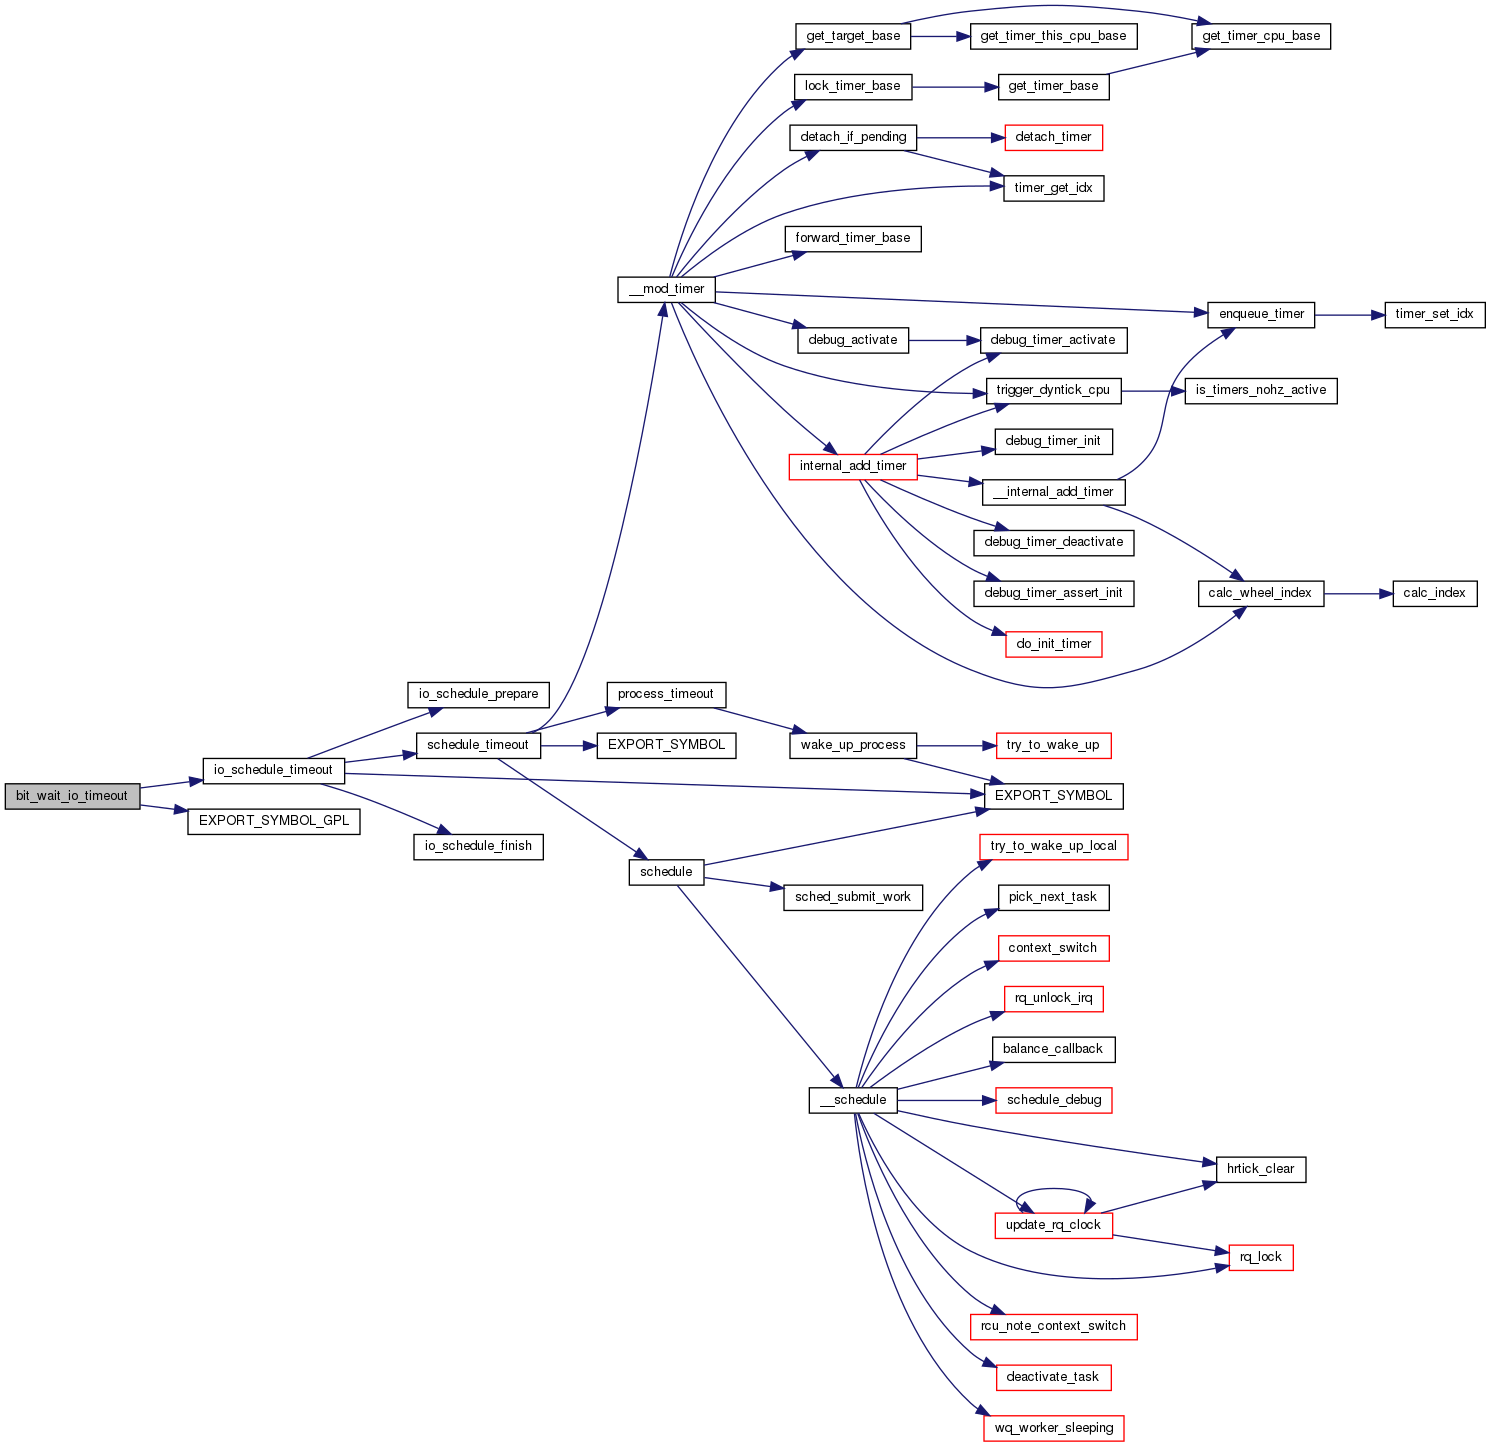 get_target_base
get_timer_this_cpu_base
get_timer_cpu_base
lock_timer_base
get_timer_base
detach_if_pending
detach_timer
timer_get_idx
forward_timer_base
__mod_timer
enqueue_timer
timer_set_idx
debug_activate
debug_timer_activate
trigger_dyntick_cpu
is_timers_nohz_active
debug_timer_init
internal_add_timer
__internal_add_timer
debug_timer_deactivate
debug_timer_assert_init
calc_wheel_index
calc_index
do_init_timer
io_schedule_prepare
process_timeout
schedule_timeout
EXPORT_SYMBOL
wake_up_process
try_to_wake_up
io_schedule_timeout
bit_wait_io_timeout
EXPORT_SYMBOL
EXPORT_SYMBOL_GPL
io_schedule_finish
try_to_wake_up_local
schedule
sched_submit_work
pick_next_task
context_switch
rq_unlock_irq
balance_callback
__schedule
schedule_debug
hrtick_clear
update_rq_clock
rq_lock
rcu_note_context_switch
deactivate_task
wq_worker_sleeping